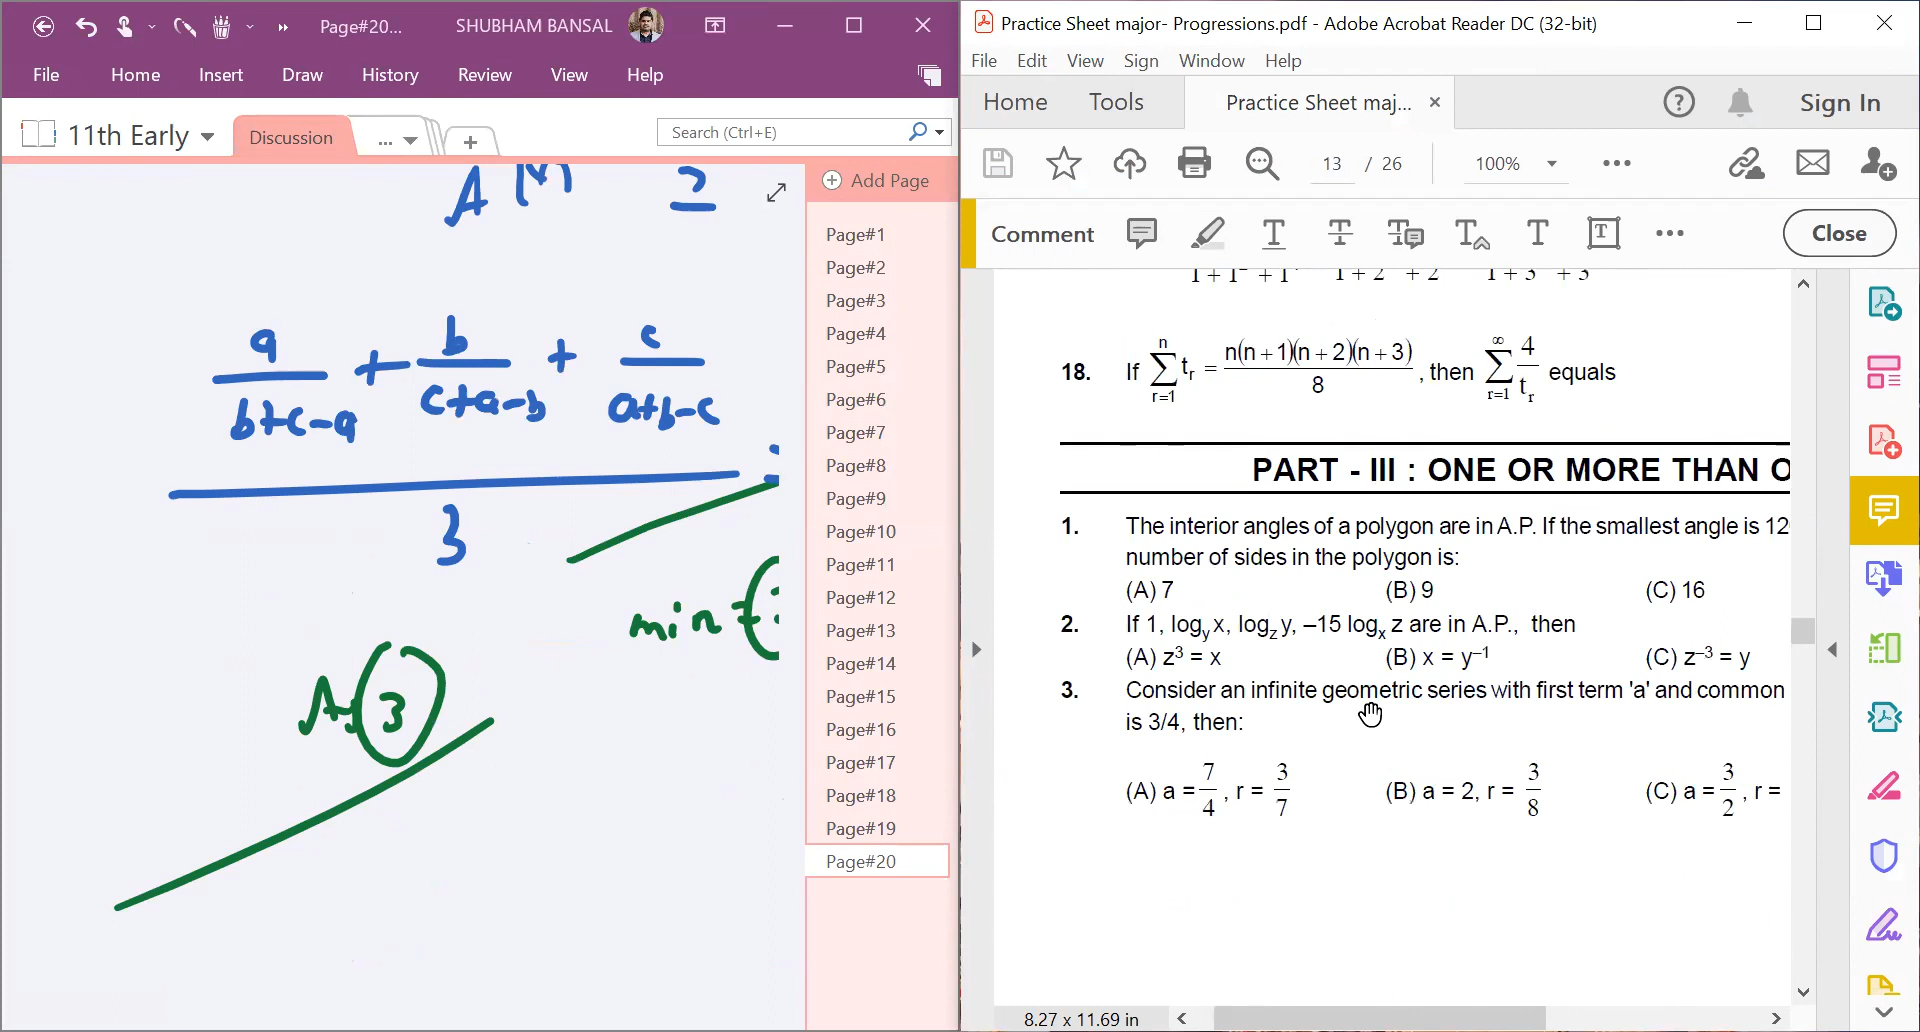 Page#20...
SHUBHAM BANSAL
File Home Insert Draw History Review View Help
11th Early
Discussion
...
Search (Ctrl+E)
Add Page
Page#1
Page#2
Page#3
Page#4
Page#5
Page#6
Page#7
Page#8
Page#9
Page#10
Page#11
Page#12
Page#13
Page#14
Page#15
Page#16
Page#17
Page#18
Page#19
Page#20
a/(b+c-a) + b/(c+a-b) + c/(a+b-c)
3
min =
3
Practice Sheet major- Progressions.pdf - Adobe Acrobat Reader DC (32-bit)
File Edit View Sign Window Help
Home Tools Practice Sheet maj... × Sign In
13 / 26 100%
Comment Close
18. If ∑_{r=1}^{n} t_r = n(n+1)(n+2)(n+3)/8 , then ∑_{r=1}^{∞} 4/t_r equals
PART - III : ONE OR MORE THAN O
1. The interior angles of a polygon are in A.P. If the smallest angle is 12
number of sides in the polygon is:
(A) 7 (B) 9 (C) 16
2. If 1, log_y x, log_z y, –15 log_x z are in A.P., then
(A) z³ = x (B) x = y⁻¹ (C) z⁻³ = y
3. Consider an infinite geometric series with first term 'a' and common
is 3/4, then:
(A) a = 7/4 , r = 3/7 (B) a = 2, r = 3/8 (C) a = 3/2 , r =
8.27 x 11.69 in